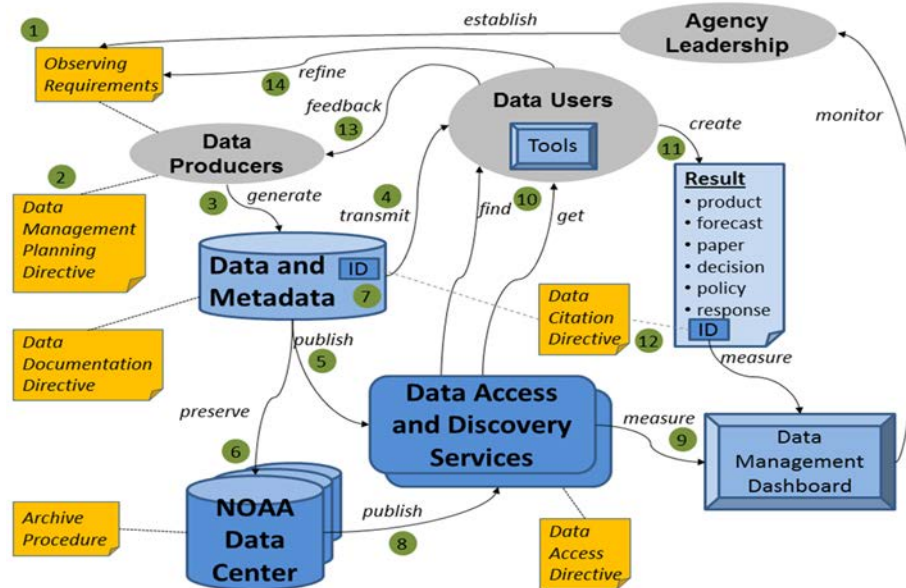 1
establish
Agency
Leadership
Observing
Requirements
14
refine
feedback
13
Data Users
Tools
create
11
monitor
Data
Producers
2
3
generate
4
transmit
find
10
get
Result
• product
• forecast
• paper
• decision
• policy
• response
ID
Data
Management
Planning
Directive
Data and
Metadata
ID
7
Data
Citation
Directive
12
Data
Documentation
Directive
publish
5
measure
preserve
6
Data Access
and Discovery
Services
measure
9
Data
Management
Dashboard
Archive
Procedure
NOAA
Data
Center
publish
8
Data
Access
Directive